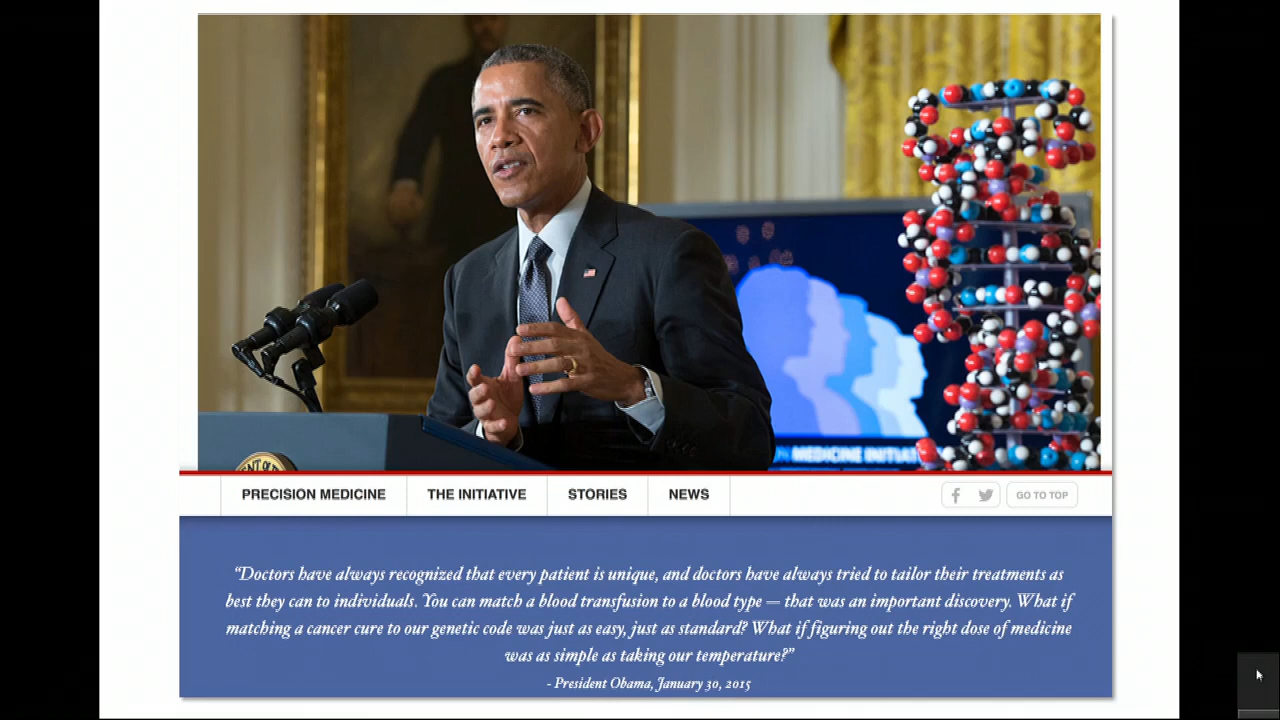 ENT OF
MEDICINE INITIAT
PRECISION MEDICINE THE INITIATIVE STORIES NEWS GO TO TOP
“Doctors have always recognized that every patient is unique, and doctors have always tried to tailor their treatments as
best they can to individuals. You can match a blood transfusion to a blood type — that was an important discovery. What if
matching a cancer cure to our genetic code was just as easy, just as standard? What if figuring out the right dose of medicine
was as simple as taking our temperature?”
- President Obama, January 30, 2015